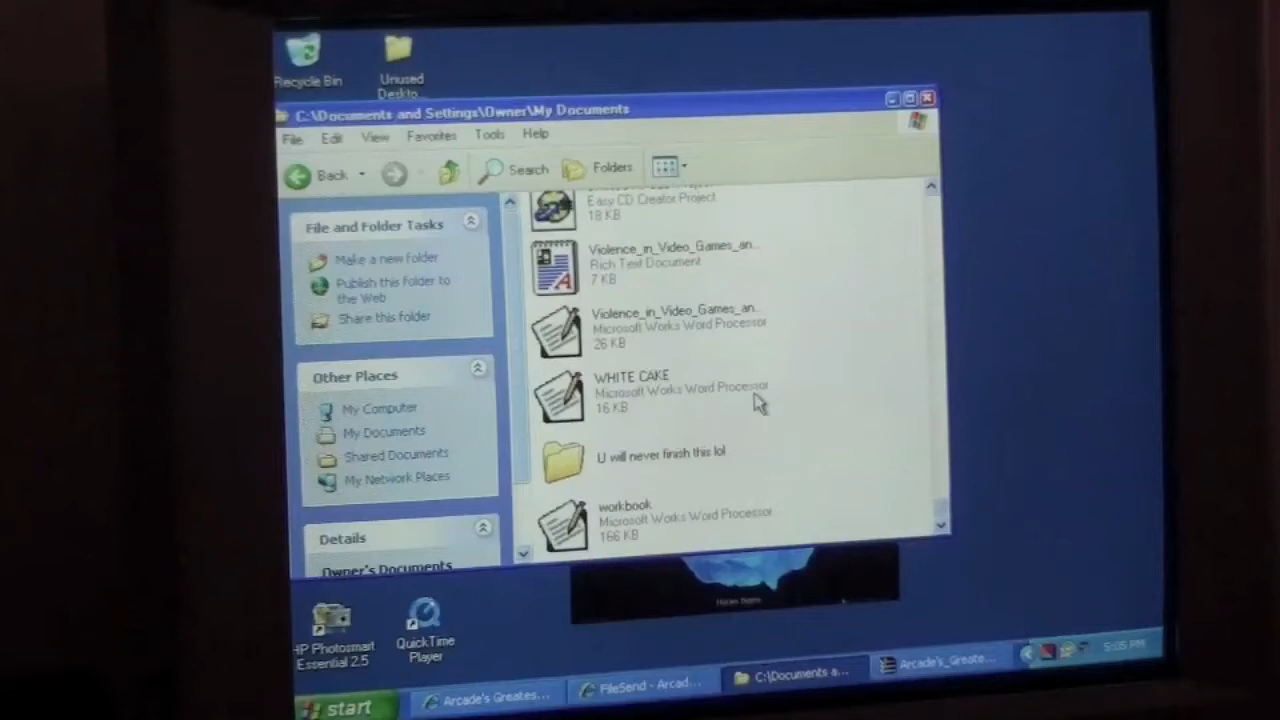 Recycle Bin
Unused
Deskto...
C:\Documents and Settings\Owner\My Documents
File Edit View Favorites Tools Help
Back Search Folders
File and Folder Tasks
Make a new folder
Publish this folder to
the Web
Share this folder
Other Places
My Computer
My Documents
Shared Documents
My Network Places
Details
Owner's Documents
Easy CD Creator Project
18 KB
Violence_in_Video_Games_an...
Rich Text Document
7 KB
Violence_in_Video_Games_an...
Microsoft Works Word Processor
26 KB
WHITE CAKE
Microsoft Works Word Processor
16 KB
U will never finish this lol
workbook
Microsoft Works Word Processor
166 KB
HP Photosmart
Essential 2.5
QuickTime
Player
start
Arcade's Greates...
FileSend - Arcad...
C:\Documents a...
Arcade's_Greate...
5:05 PM